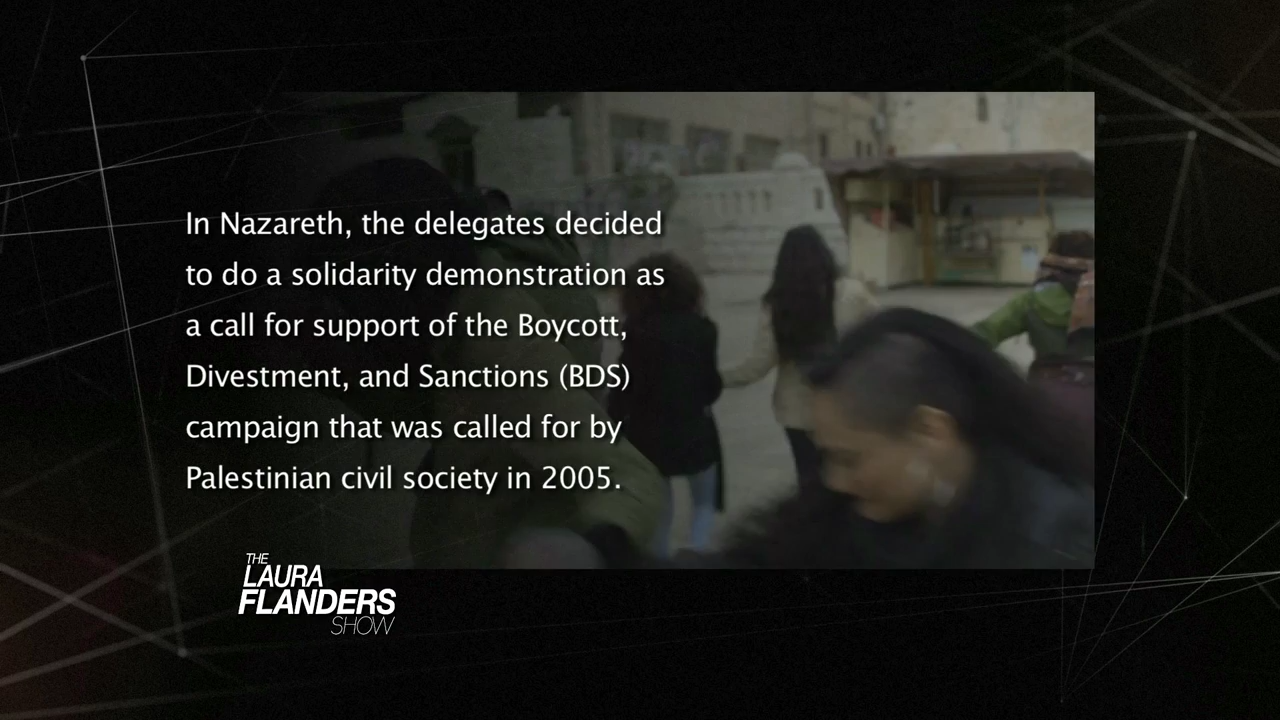 In Nazareth, the delegates decided
to do a solidarity demonstration as
a call for support of the Boycott,
Divestment, and Sanctions (BDS)
campaign that was called for by
Palestinian civil society in 2005.
THE
LAURA
FLANDERS
SHOW